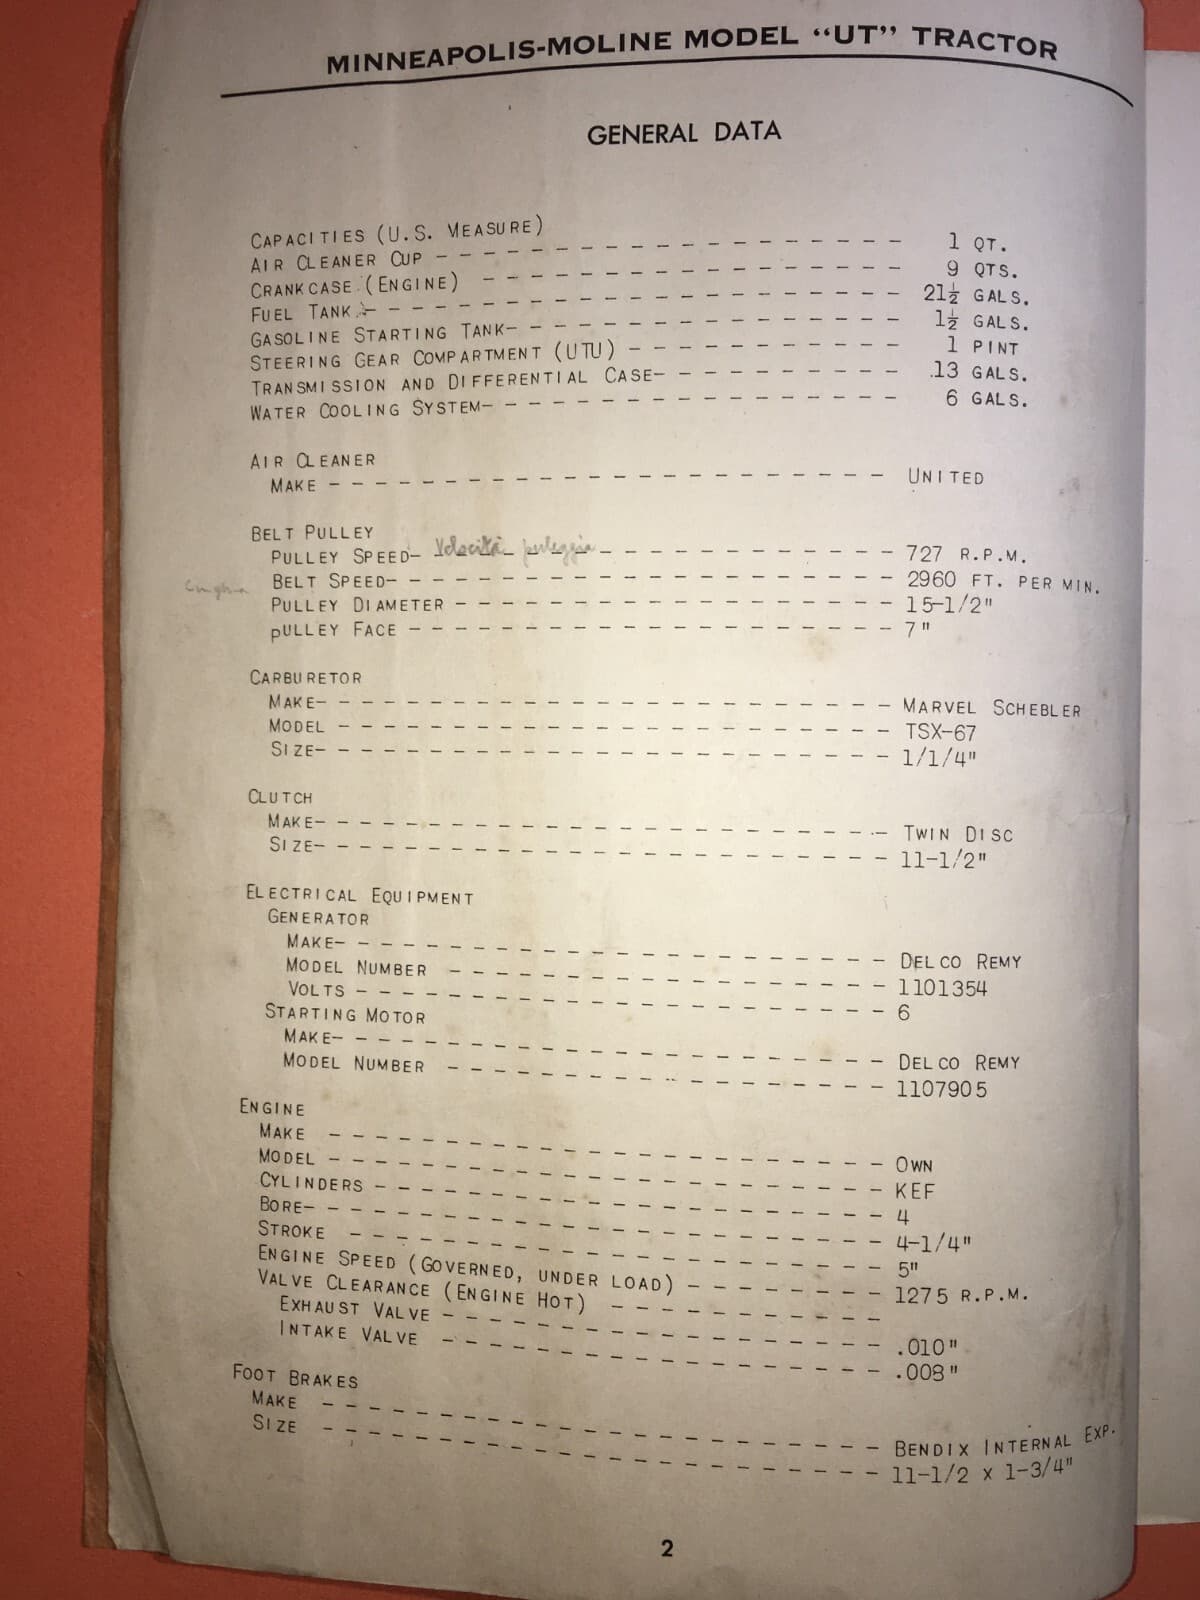 MINNEAPOLIS-MOLINE MODEL “UT” TRACTOR
GENERAL DATA
CAPACITIES (U.S. MEASURE)
AIR CLEANER CUP - - - - - - - - - - - - - - - - - - - - 1 QT.
CRANKCASE (ENGINE) - - - - - - - - - - - - - - - - - - 9 QTS.
FUEL TANK - - - - - - - - - - - - - - - - - - - - - - - 21½ GALS.
GASOLINE STARTING TANK- - - - - - - - - - - - - - - - - 1½ GALS.
STEERING GEAR COMPARTMENT (UTU) - - - - - - - - - - - - 1 PINT
TRANSMISSION AND DIFFERENTIAL CASE- - - - - - - - - - - 13 GALS.
WATER COOLING SYSTEM- - - - - - - - - - - - - - - - - - 6 GALS.
AIR CLEANER
MAKE - - - - - - - - - - - - - - - - - - - - - - - - UNITED
BELT PULLEY
PULLEY SPEED- Velocità puleggia - - - - - - - - - - - - - 727 R.P.M.
BELT SPEED- - - - - - - - - - - - - - - - - - - - - - 2960 FT. PER MIN.
PULLEY DIAMETER - - - - - - - - - - - - - - - - - - - 15-1/2"
pULLEY FACE - - - - - - - - - - - - - - - - - - - - - 7"
CARBURETOR
MAKE- - - - - - - - - - - - - - - - - - - - - - - - - MARVEL SCHEBLER
MODEL - - - - - - - - - - - - - - - - - - - - - - - - TSX-67
SIZE- - - - - - - - - - - - - - - - - - - - - - - - - 1/1/4"
CLUTCH
MAKE- - - - - - - - - - - - - - - - - - - - - - - - - TWIN DISC
SIZE- - - - - - - - - - - - - - - - - - - - - - - - - 11-1/2"
ELECTRICAL EQUIPMENT
GENERATOR
MAKE- - - - - - - - - - - - - - - - - - - - - - - - DELCO REMY
MODEL NUMBER - - - - - - - - - - - - - - - - - - - 1101354
VOLTS - - - - - - - - - - - - - - - - - - - - - - - 6
STARTING MOTOR
MAKE- - - - - - - - - - - - - - - - - - - - - - - - DELCO REMY
MODEL NUMBER - - - - - - - - - - - - - - - - - - - 1107905
ENGINE
MAKE - - - - - - - - - - - - - - - - - - - - - - - - OWN
MODEL - - - - - - - - - - - - - - - - - - - - - - - - KEF
CYLINDERS - - - - - - - - - - - - - - - - - - - - - - 4
BORE- - - - - - - - - - - - - - - - - - - - - - - - - 4-1/4"
STROKE - - - - - - - - - - - - - - - - - - - - - - - 5"
ENGINE SPEED (GOVERNED, UNDER LOAD) - - - - - - - - - 1275 R.P.M.
VALVE CLEARANCE (ENGINE HOT) - - - - - - - - - - - -
EXHAUST VALVE - - - - - - - - - - - - - - - - - - - .010"
INTAKE VALVE - - - - - - - - - - - - - - - - - - - .008"
FOOT BRAKES
MAKE - - - - - - - - - - - - - - - - - - - - - - - - BENDIX INTERNAL EXP.
SIZE - - - - - - - - - - - - - - - - - - - - - - - - 11-1/2 x 1-3/4"
2